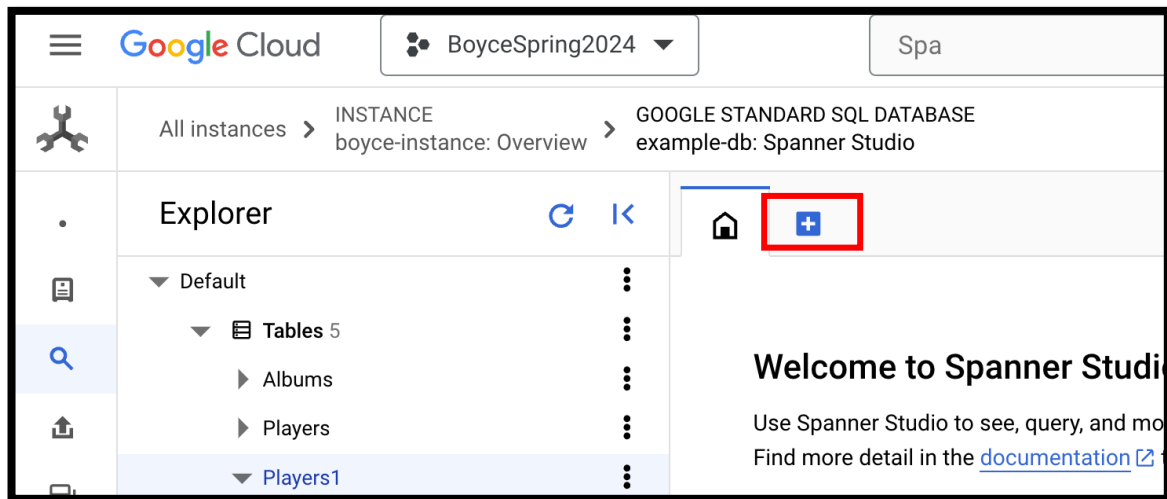 Google Cloud
BoyceSpring2024
Spa
All instances
INSTANCE
boyce-instance: Overview
GOOGLE STANDARD SQL DATABASE
example-db: Spanner Studio
Explorer
Default
Tables 5
Albums
Players
Players1
Welcome to Spanner Studi
Use Spanner Studio to see, query, and mo
Find more detail in the documentation t